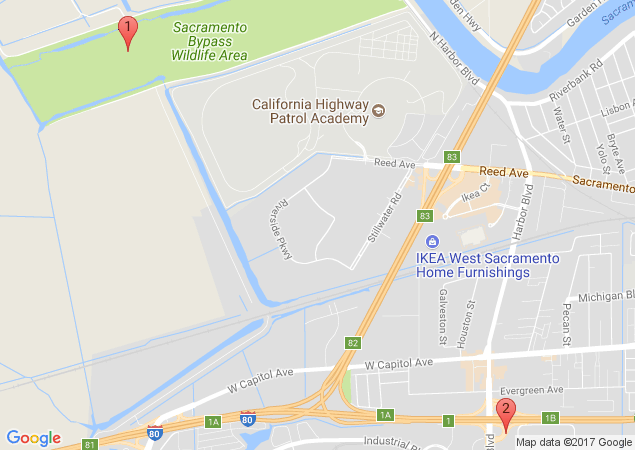 1
Sacramento
Bypass
Wildlife Area
Garden Hwy
N Harbor Blvd
Riverbank Rd
Lisbon A
Water St
Bryte Ave
Yolo St
California Highway
Patrol Academy
83
Reed Ave
Reed Ave
Sacramento
Ikea Ct
Harbor Blvd
Riverside Pkwy
Stillwater Rd
83
IKEA West Sacramento
Home Furnishings
Galveston St
Houston St
Michigan Bl
Pecan St
82
W Capitol Ave
W Capitol Ave
Evergreen Ave
2
1A
80
1A
1
1B
81
80
Industrial Bl
Google
Map data ©2017 Google